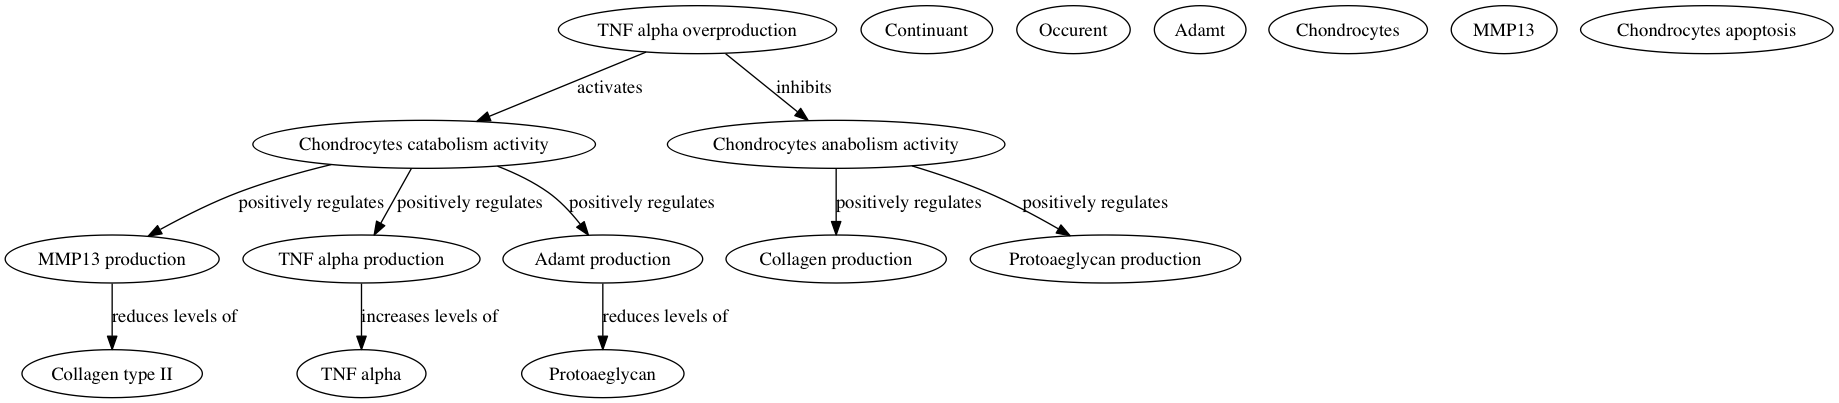 TNF alpha overproduction
Continuant
Occurent
Adamt
Chondrocytes
MMP13
Chondrocytes apoptosis
activates
inhibits
Chondrocytes catabolism activity
Chondrocytes anabolism activity
positively regulates
positively regulates
positively regulates
positively regulates
positively regulates
MMP13 production
TNF alpha production
Adamt production
Collagen production
Protoaeglycan production
reduces levels of
increases levels of
reduces levels of
Collagen type II
TNF alpha
Protoaeglycan